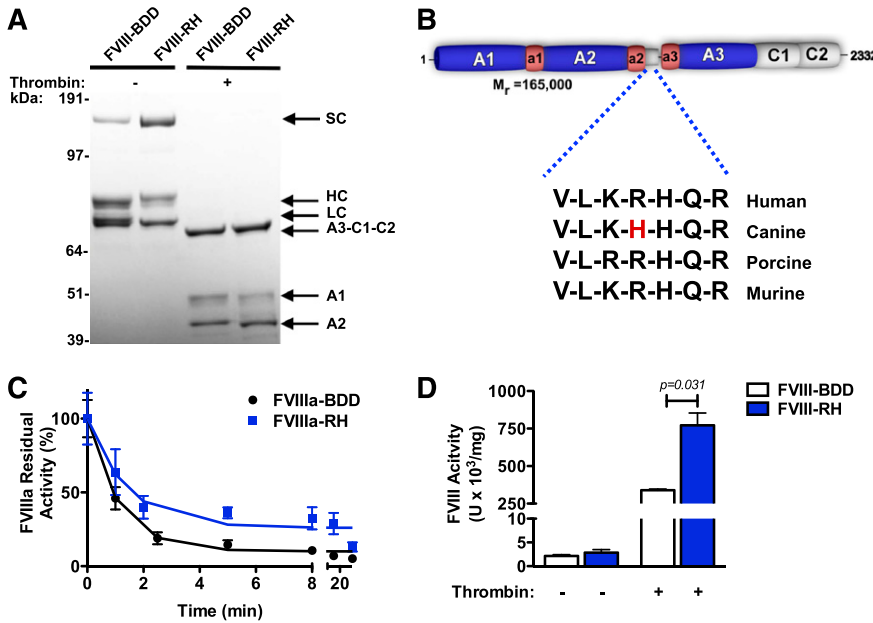 A
FVIII-BDD
FVIII-RH
FVIII-BDD
FVIII-RH
Thrombin: - +
kDa:
191-
97-
64-
51-
39-
SC
HC
LC
A3-C1-C2
A1
A2
B
1- A1 a1 A2 a2 a3 A3 C1 C2 -2332
Mr =165,000
V-L-K-R-H-Q-R Human
V-L-K-H-H-Q-R Canine
V-L-R-R-H-Q-R Porcine
V-L-K-R-H-Q-R Murine
C
FVIIIa-BDD
FVIIIa-RH
FVIIIa Residual
Activity (%)
100
50
0
0 2 4 6 8 20
Time (min)
D
p=0.031
FVIII-BDD
FVIII-RH
FVIII Acitvity
(U x 10³/mg)
1000
750
500
250
10
5
0
Thrombin: - - + +